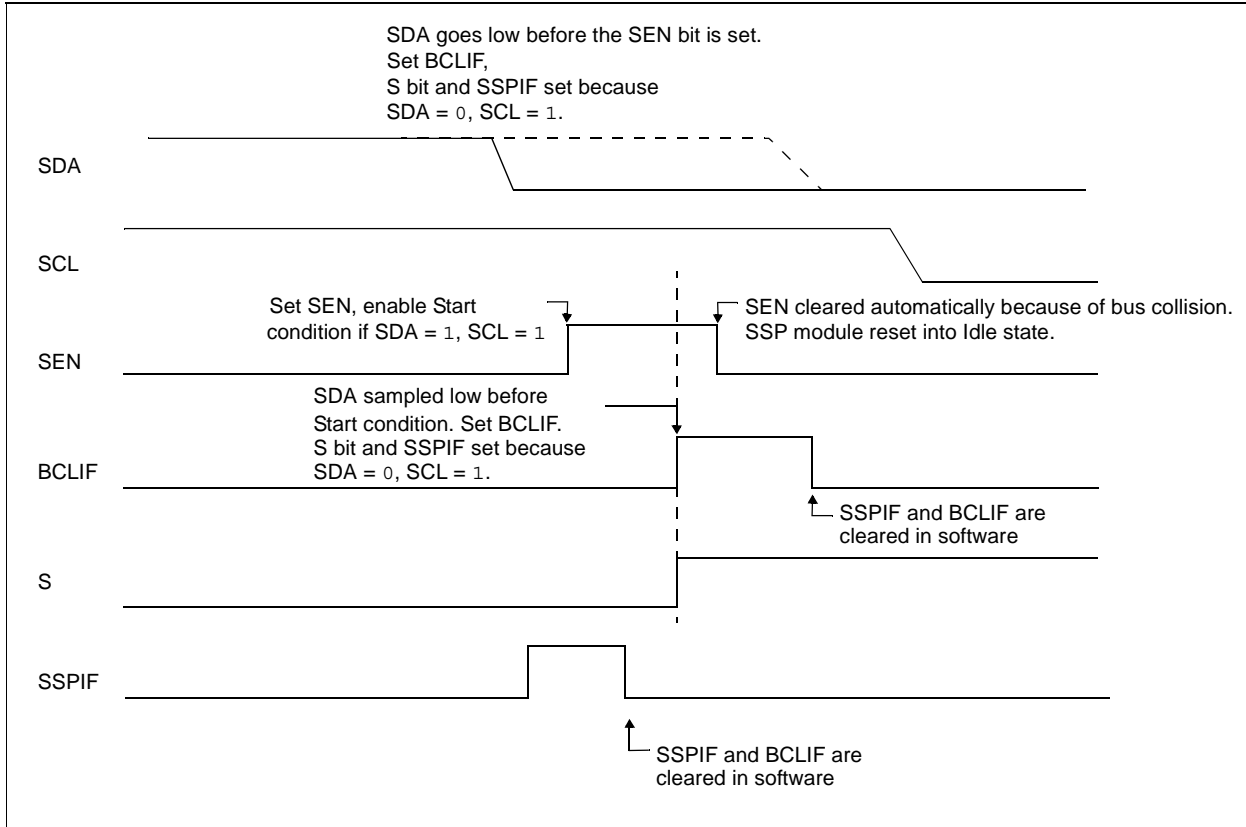 SDA goes low before the SEN bit is set.
Set BCLIF,
S bit and SSPIF set because
SDA = 0, SCL = 1.
SDA
SCL
Set SEN, enable Start
condition if SDA = 1, SCL = 1
SEN cleared automatically because of bus collision.
SSP module reset into Idle state.
SEN
SDA sampled low before
Start condition. Set BCLIF.
S bit and SSPIF set because
SDA = 0, SCL = 1.
BCLIF
SSPIF and BCLIF are
cleared in software
S
SSPIF
SSPIF and BCLIF are
cleared in software